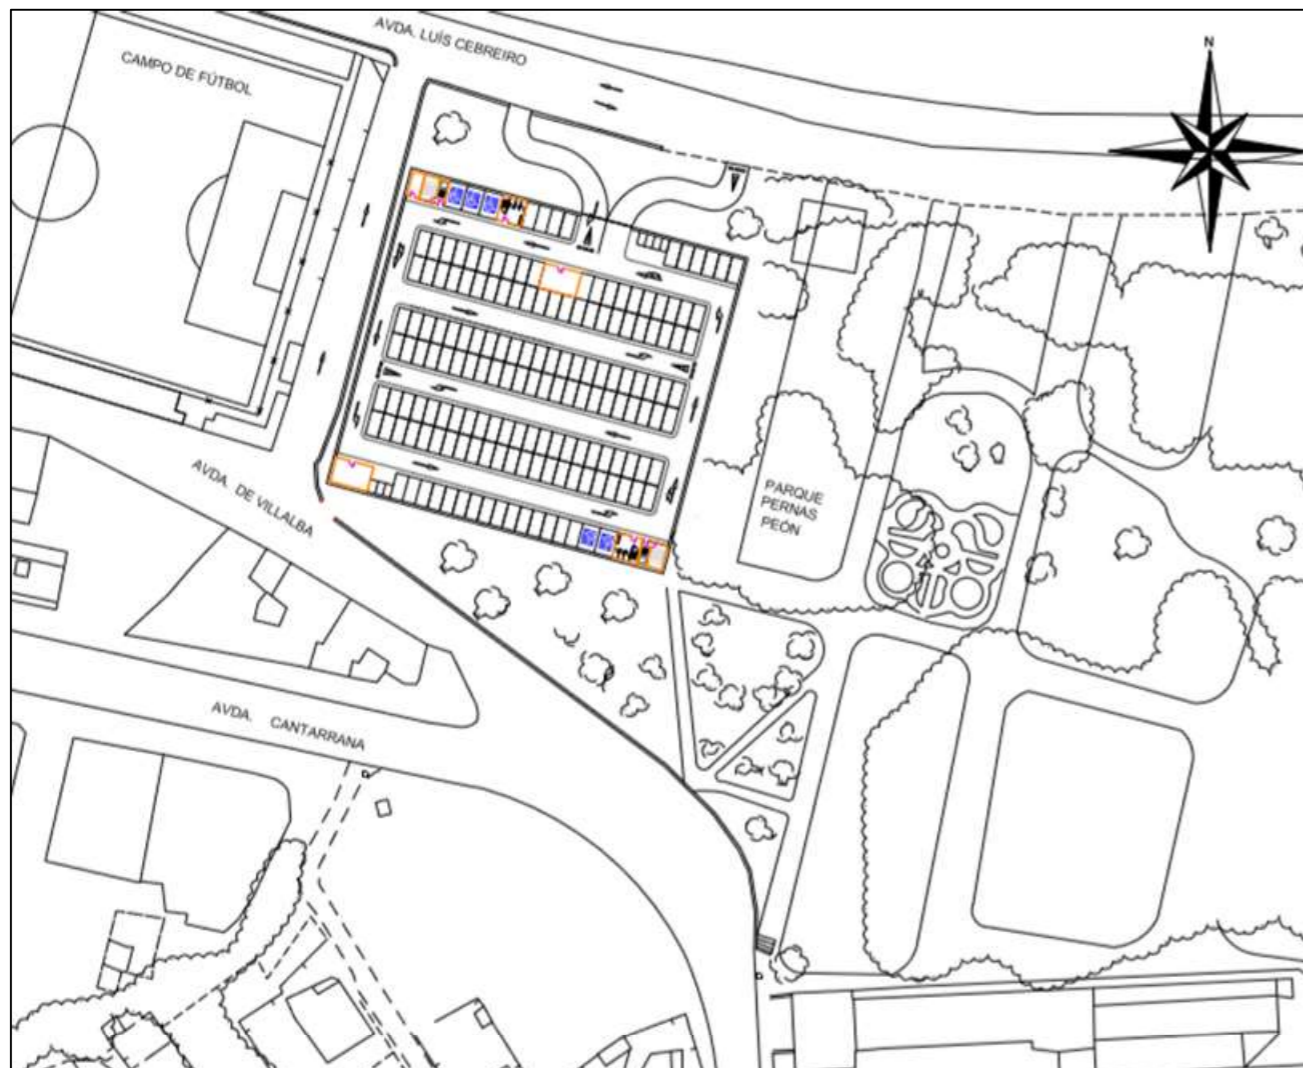 AVDA. LUÍS CEBREIRO
CAMPO DE FÚTBOL
N
AVDA. DE VILLALBA
PARQUE
PERNAS
PEÓN
AVDA. CANTARRANA